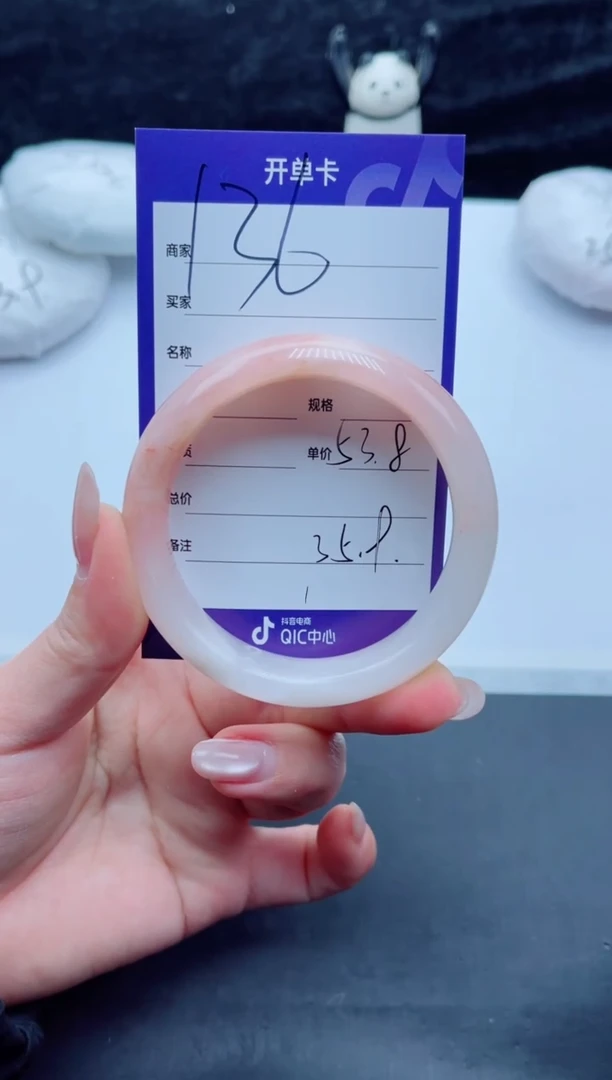 开单卡
136
商家
买家
名称
规格
单价 53.8
总价
备注 35.9.
抖音电商
QIC中心